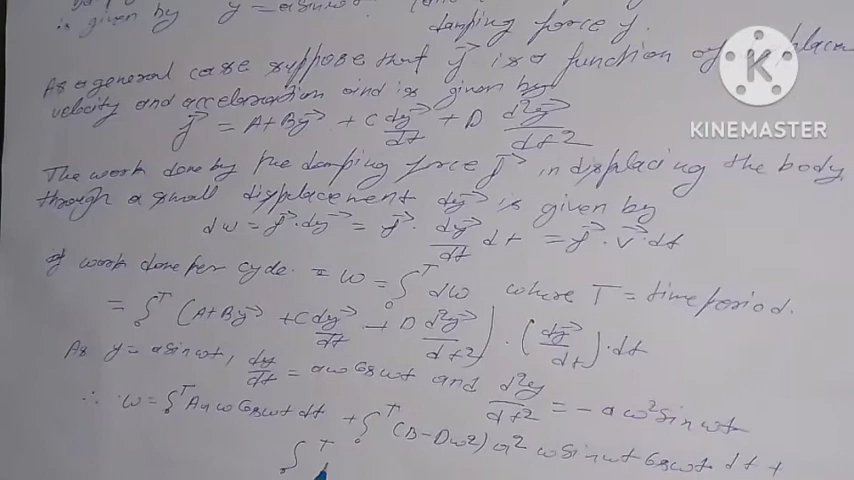 is given by y = a sin ωt
damping force f.
As a general case suppose that f⃗ is a function of
velocity and acceleration and is given by
f⃗ = A + By⃗ + C dy⃗/dt + D d²y⃗/dt2
The work done by the damping force f⃗ in displacing the body
through a small displacement dy⃗ is given by
dw = f⃗ . dy⃗ = f⃗ . dy⃗/dt dt = f⃗ . v⃗ . dt
work done per cycle = W = ∫₀ᵀ dw where T = time period.
= ∫₀ᵀ (A + By⃗ + C dy⃗/dt + D d²y⃗/dt2) . (dy⃗/dt) . dt
As y = a sin ωt, dy/dt = aω cos ωt and d²y/dt2 = -aω² sin ωt
∴ W = ∫₀ᵀ Aaω cos ωt dt + ∫₀ᵀ (B - Dω²) a² ω sin ωt cos ωt . dt +
∫₀ᵀ
K
KINEMASTER